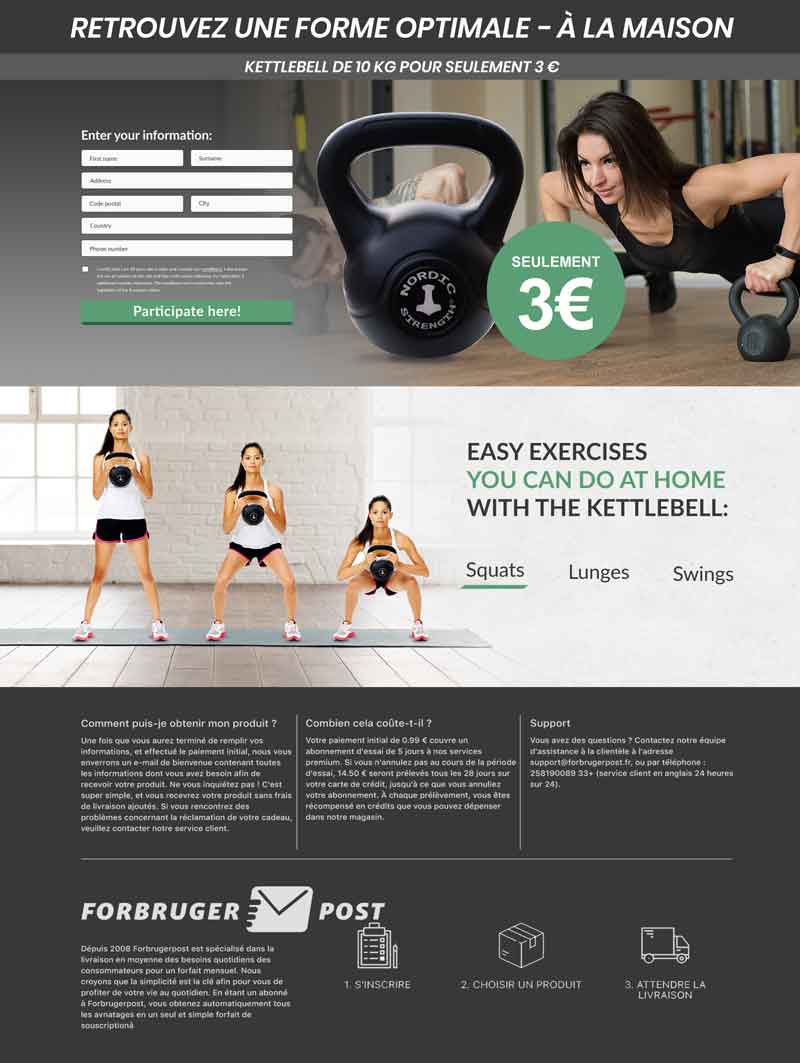 RETROUVEZ UNE FORME OPTIMALE – À LA MAISON
KETTLEBELL DE 10 KG POUR SEULEMENT 3 €
Enter your information:
First name
Surname
Address
Code postal
City
Country
Phone number
Participate here!
NORDIC
STRENGTH
SEULEMENT
3€
EASY EXERCISES
YOU CAN DO AT HOME
WITH THE KETTLEBELL:
Squats
Lunges
Swings
Comment puis-je obtenir mon produit ?
Une fois que vous aurez terminé de remplir vos
informations, et effectué le paiement initial, nous vous
enverrons un e-mail de bienvenue contenant toutes
les informations dont vous avez besoin afin de
recevoir votre produit. Ne vous inquiétez pas ! C'est
super simple, et vous recevrez votre produit sans frais
de livraison ajoutés. Si vous rencontrez des
problèmes concernant la réclamation de votre cadeau,
veuillez contacter notre service client.
Combien cela coûte-t-il ?
Votre paiement initial de 0.99 € couvre un
abonnement d'essai de 5 jours à nos services
premium. Si vous n'annulez pas au cours de la période
d'essai, 14.50 € seront prélevés tous les 28 jours sur
votre carte de crédit, jusqu'à ce que vous annuliez
votre abonnement. À chaque prélèvement, vous êtes
récompensé en crédits que vous pouvez dépenser
dans notre magasin.
Support
Vous avez des questions ? Contactez notre équipe
d'assistance à la clientèle à l'adresse
support@forbrugerpost.fr, ou par téléphone :
258190089 33+ (service client en anglais 24 heures
sur 24).
FORBRUGER POST
Dépuis 2008 Forbrugerpost est spécialisé dans la
livraison en moyenne des besoins quotidiens des
consommateurs pour un forfait mensuel. Nous
croyons que la simplicité est la clé afin pour vous de
profiter de votre vie au quotidien. En étant un abonné
à Forbrugerpost, vous obtenez automatiquement tous
les avnatages en un seul et simple forfait de
souscriptionâ
1. S'INSCRIRE
2. CHOISIR UN PRODUIT
3. ATTENDRE LA
LIVRAISON